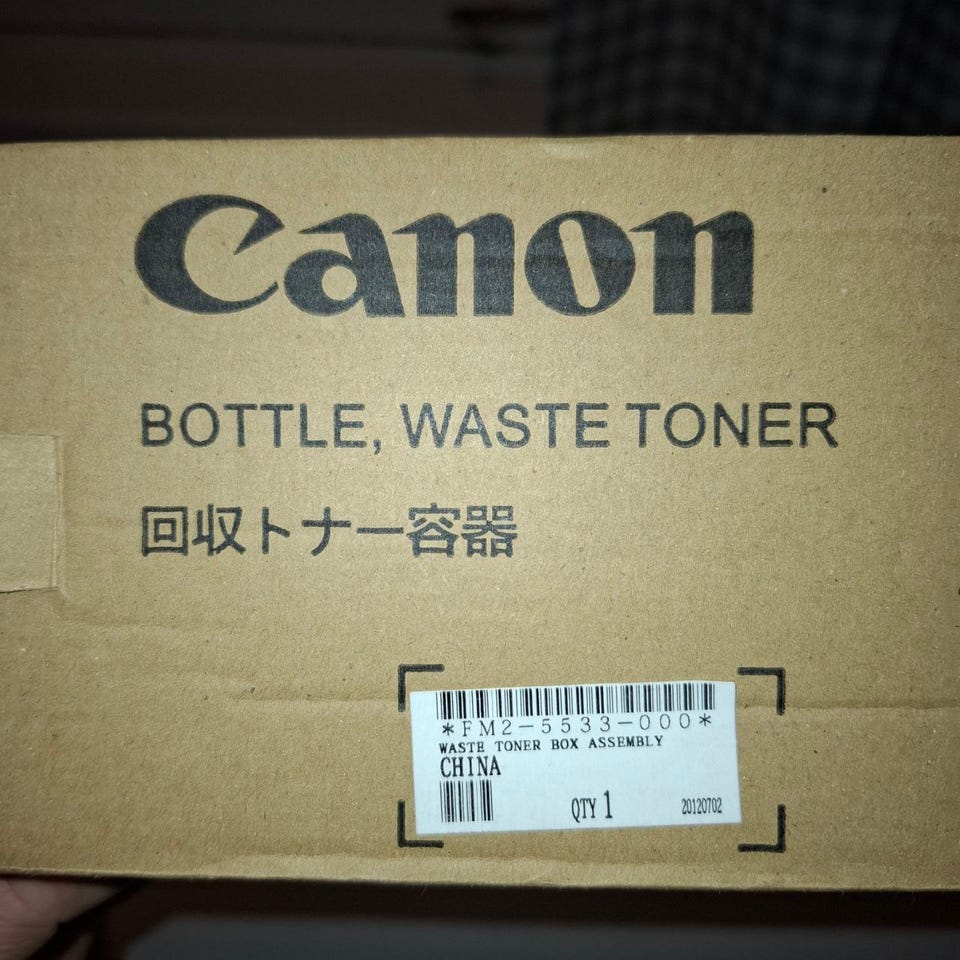 Canon
BOTTLE, WASTE TONER
回収トナー容器
*FM2-5533-000*
WASTE TONER BOX ASSEMBLY
CHINA
QTY 1 20120702